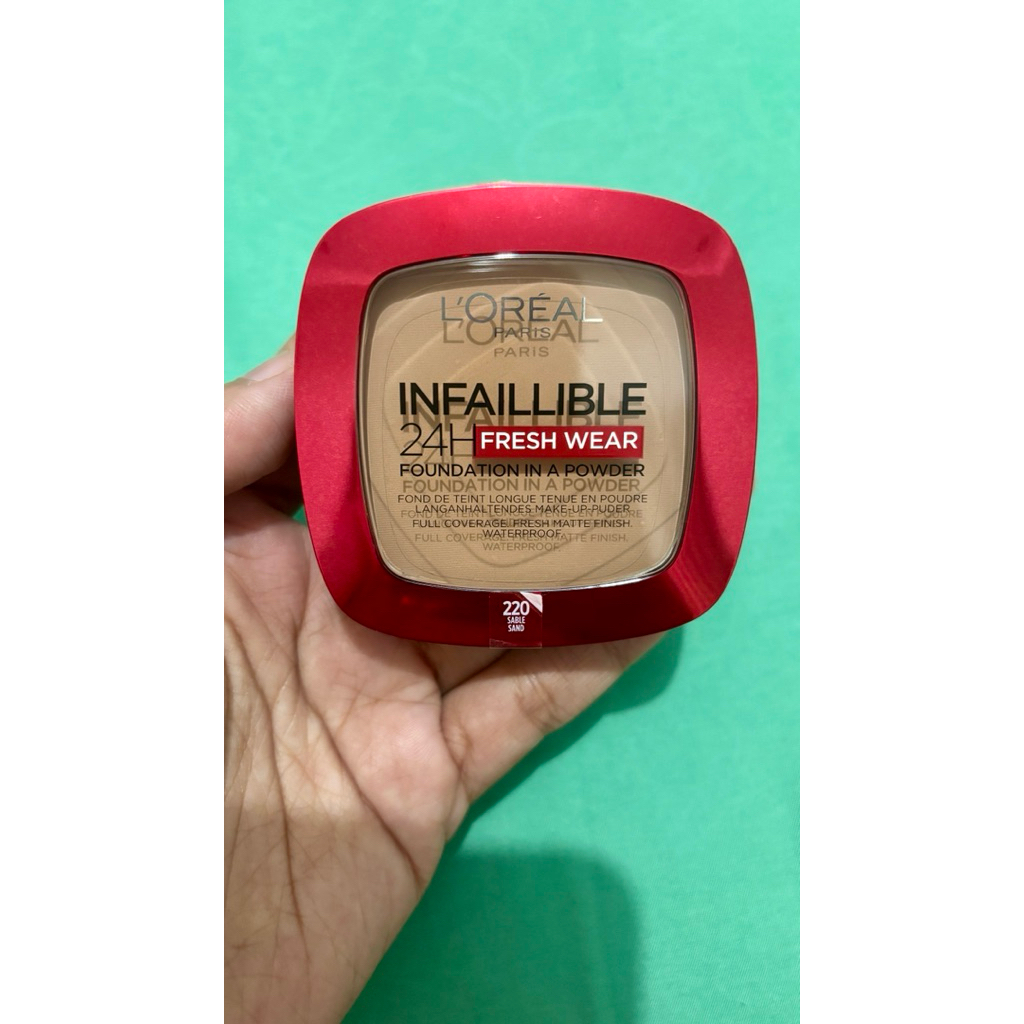 L'ORÉAL
PARIS
INFAILLIBLE
24H FRESH WEAR
FOUNDATION IN A POWDER
FOND DE TEINT LONGUE TENUE EN POUDRE
LANGANHALTENDES MAKE-UP-PUDER
FULL COVERAGE. FRESH MATTE FINISH.
WATERPROOF.
220
SABLE
SAND